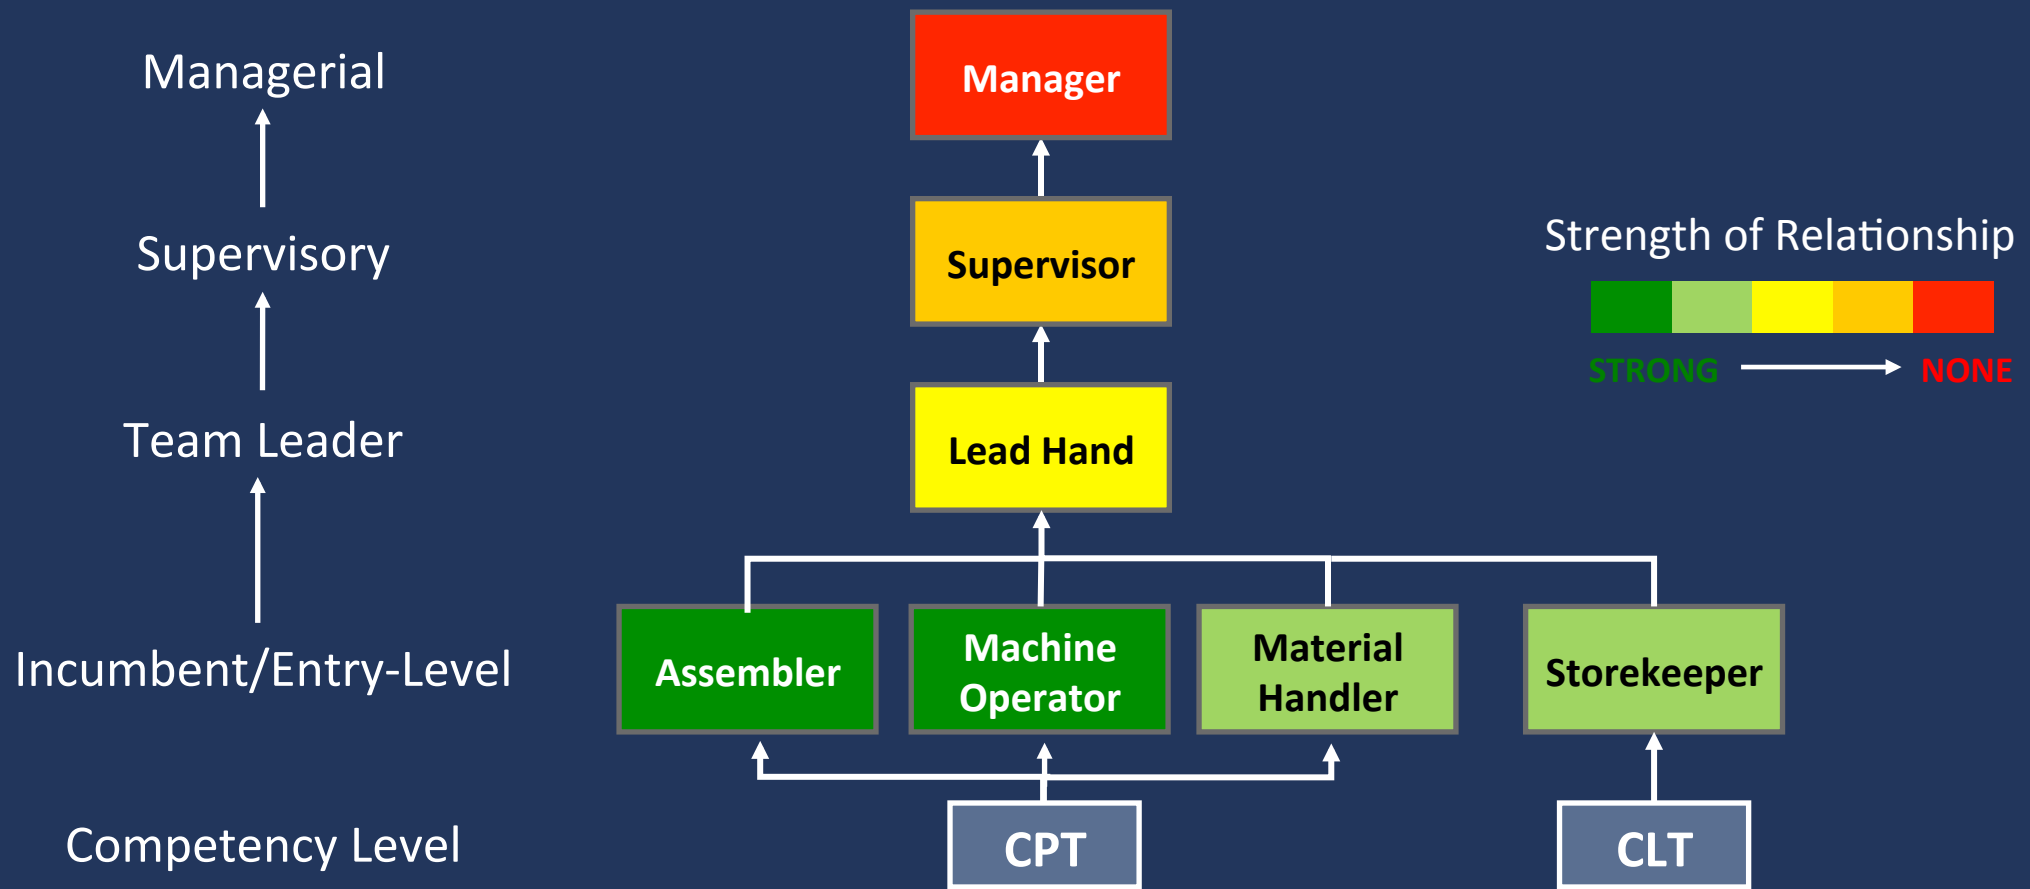 Managerial
Manager
Supervisory
Supervisor
Strength of Relationship
STRONG
NONE
Team Leader
Lead Hand
Incumbent/Entry-Level
Assembler
Machine
Operator
Material
Handler
Storekeeper
Competency Level
CPT
CLT